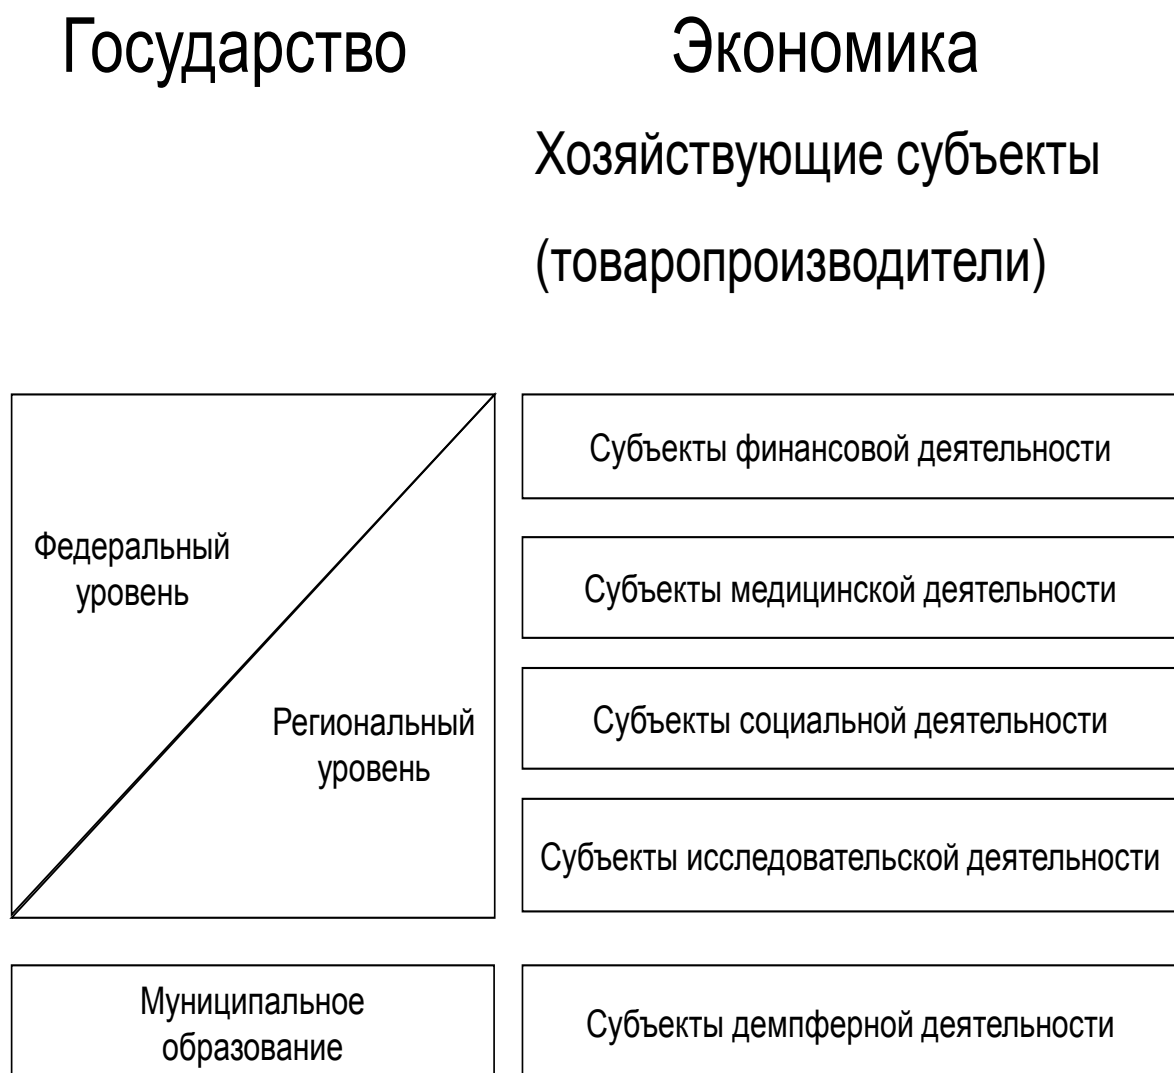 Государство
Экономика
Хозяйствующие субъекты
(товаропроизводители)
Федеральный
уровень
Региональный
уровень
Субъекты финансовой деятельности
Субъекты медицинской деятельности
Субъекты социальной деятельности
Субъекты исследовательской деятельности
Муниципальное
образование
Субъекты демпферной деятельности